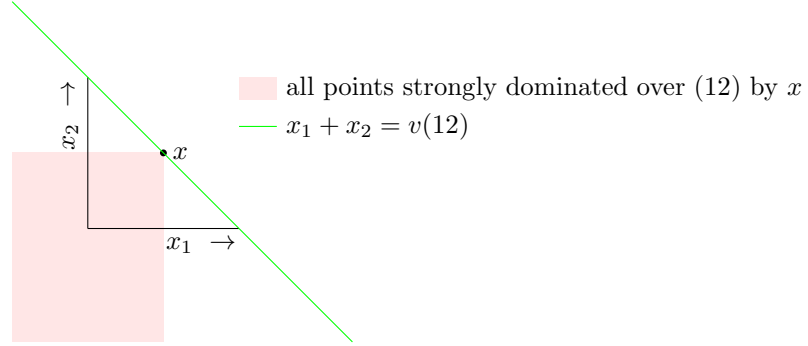 all points strongly dominated over (12) by x
x₁ + x₂ = v(12)
x₂ →
x
x₁ →